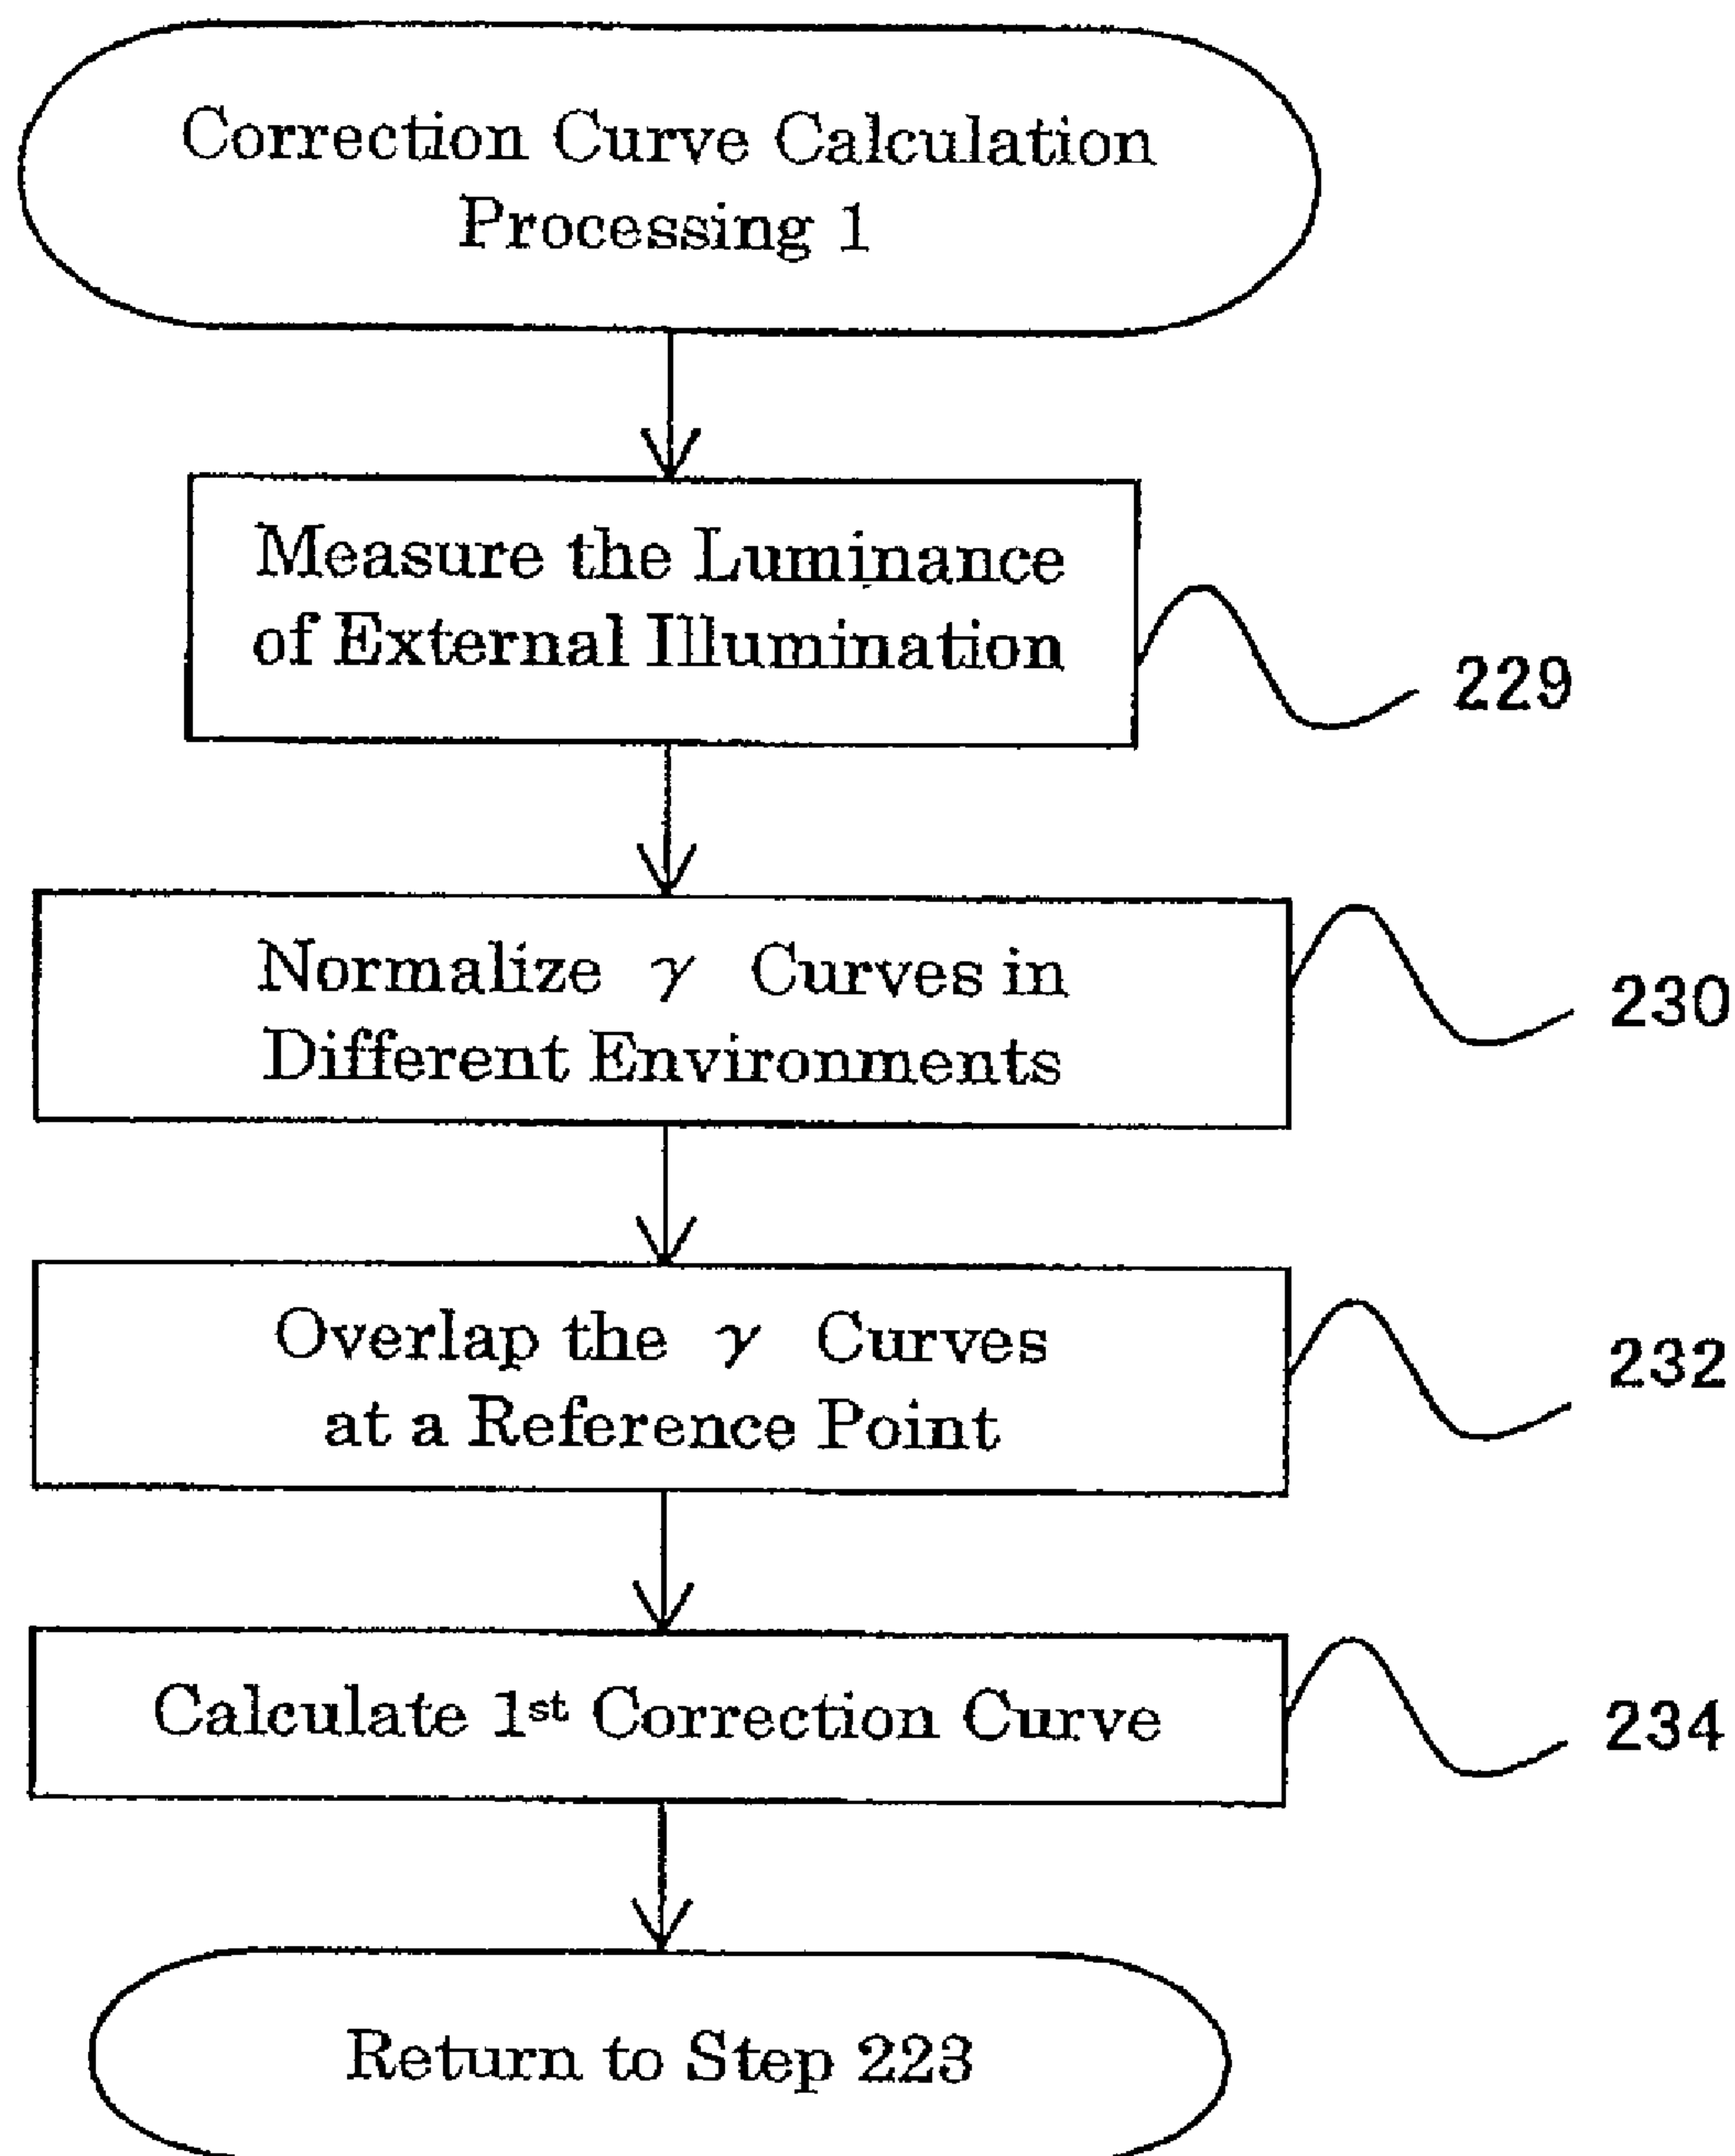 Correction Curve Calculation
Processing 1
Measure the Luminance
of External Illumination
229
Normalize γ Curves in
Different Environments
230
Overlap the γ Curves
at a Reference Point
232
Calculate 1st Correction Curve
234
Return to Step 223